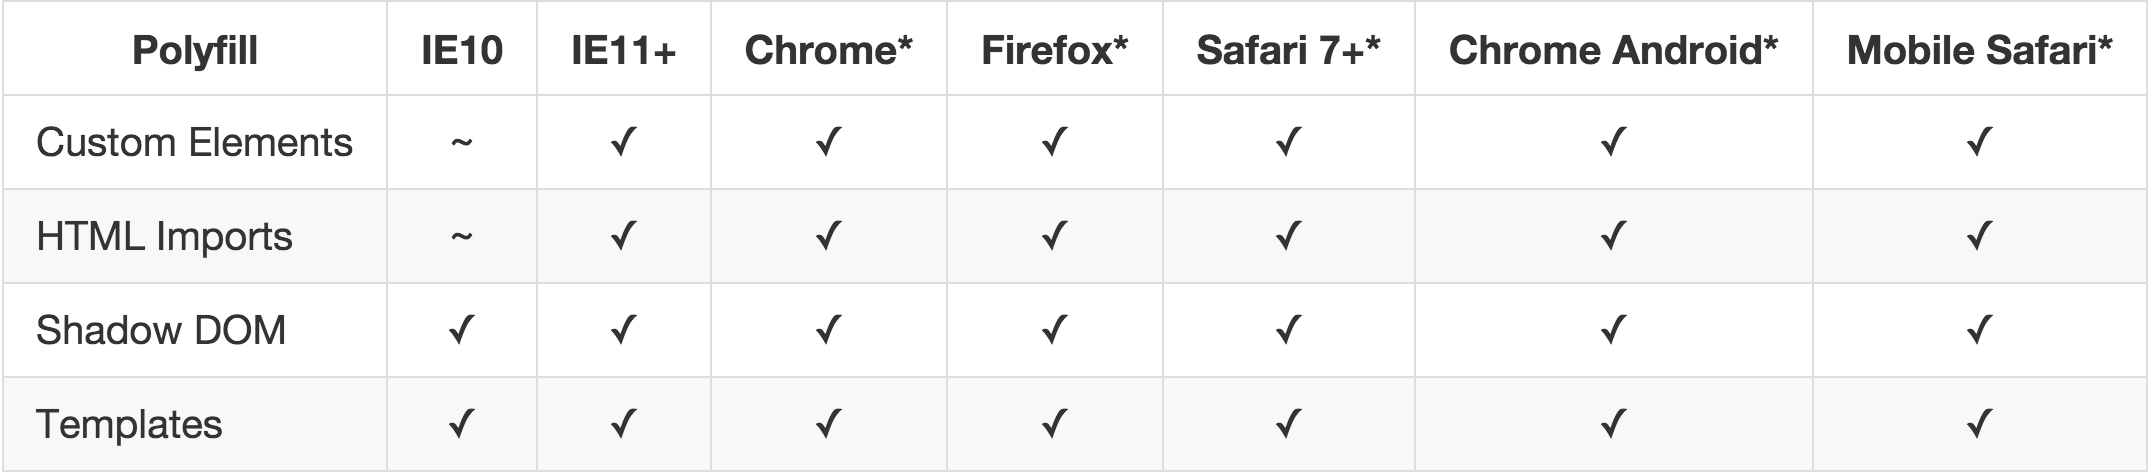 Polyfill IE10 IE11+ Chrome* Firefox* Safari 7+* Chrome Android* Mobile Safari*
Custom Elements ~ ✓ ✓ ✓ ✓ ✓ ✓
HTML Imports ~ ✓ ✓ ✓ ✓ ✓ ✓
Shadow DOM ✓ ✓ ✓ ✓ ✓ ✓ ✓
Templates ✓ ✓ ✓ ✓ ✓ ✓ ✓